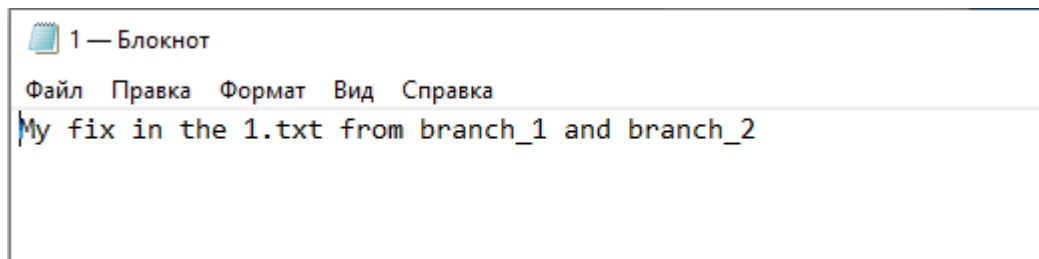 1 — Блокнот
Файл Правка Формат Вид Справка
My fix in the 1.txt from branch_1 and branch_2